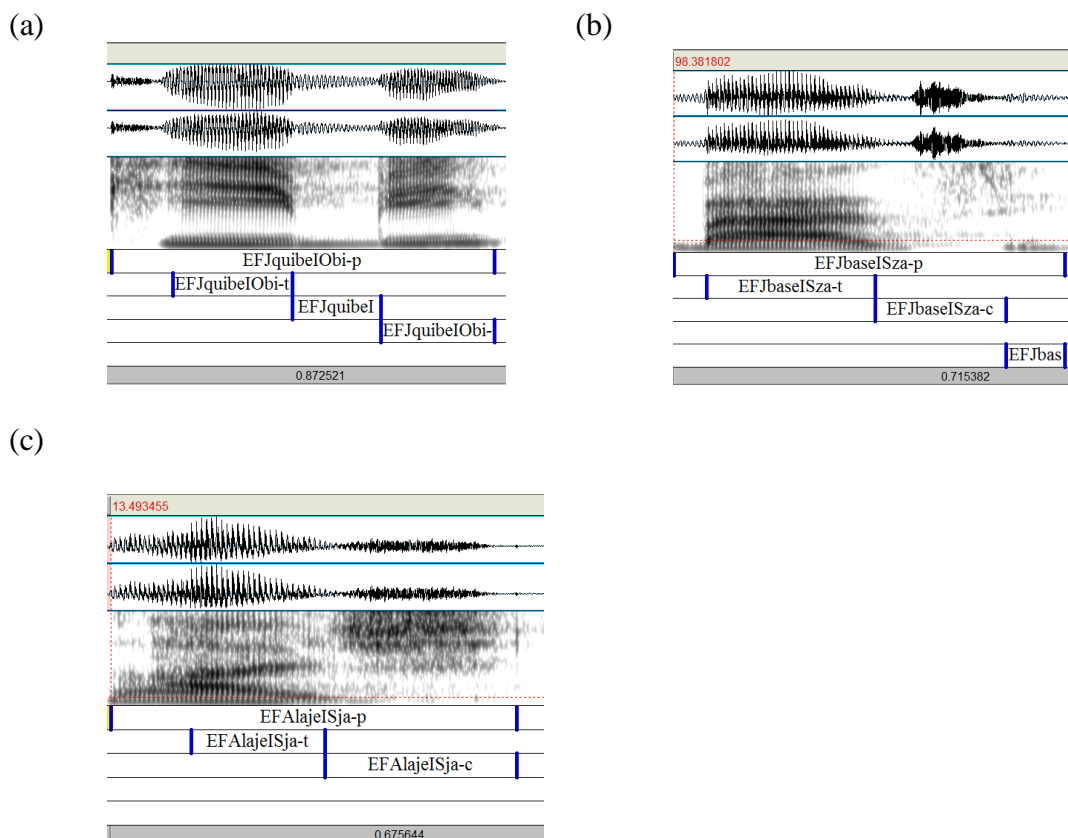 (a)
EFJquibeIObi-p
EFJquibeIObi-t
EFJquibeI
EFJquibeIObi-
0.872521
(b)
98.381802
EFJbaseISza-p
EFJbaseISza-t
EFJbaseISza-c
EFJbas
0.715382
(c)
13.493455
EFAlajeISja-p
EFAlajeISja-t
EFAlajeISja-c
0.675644